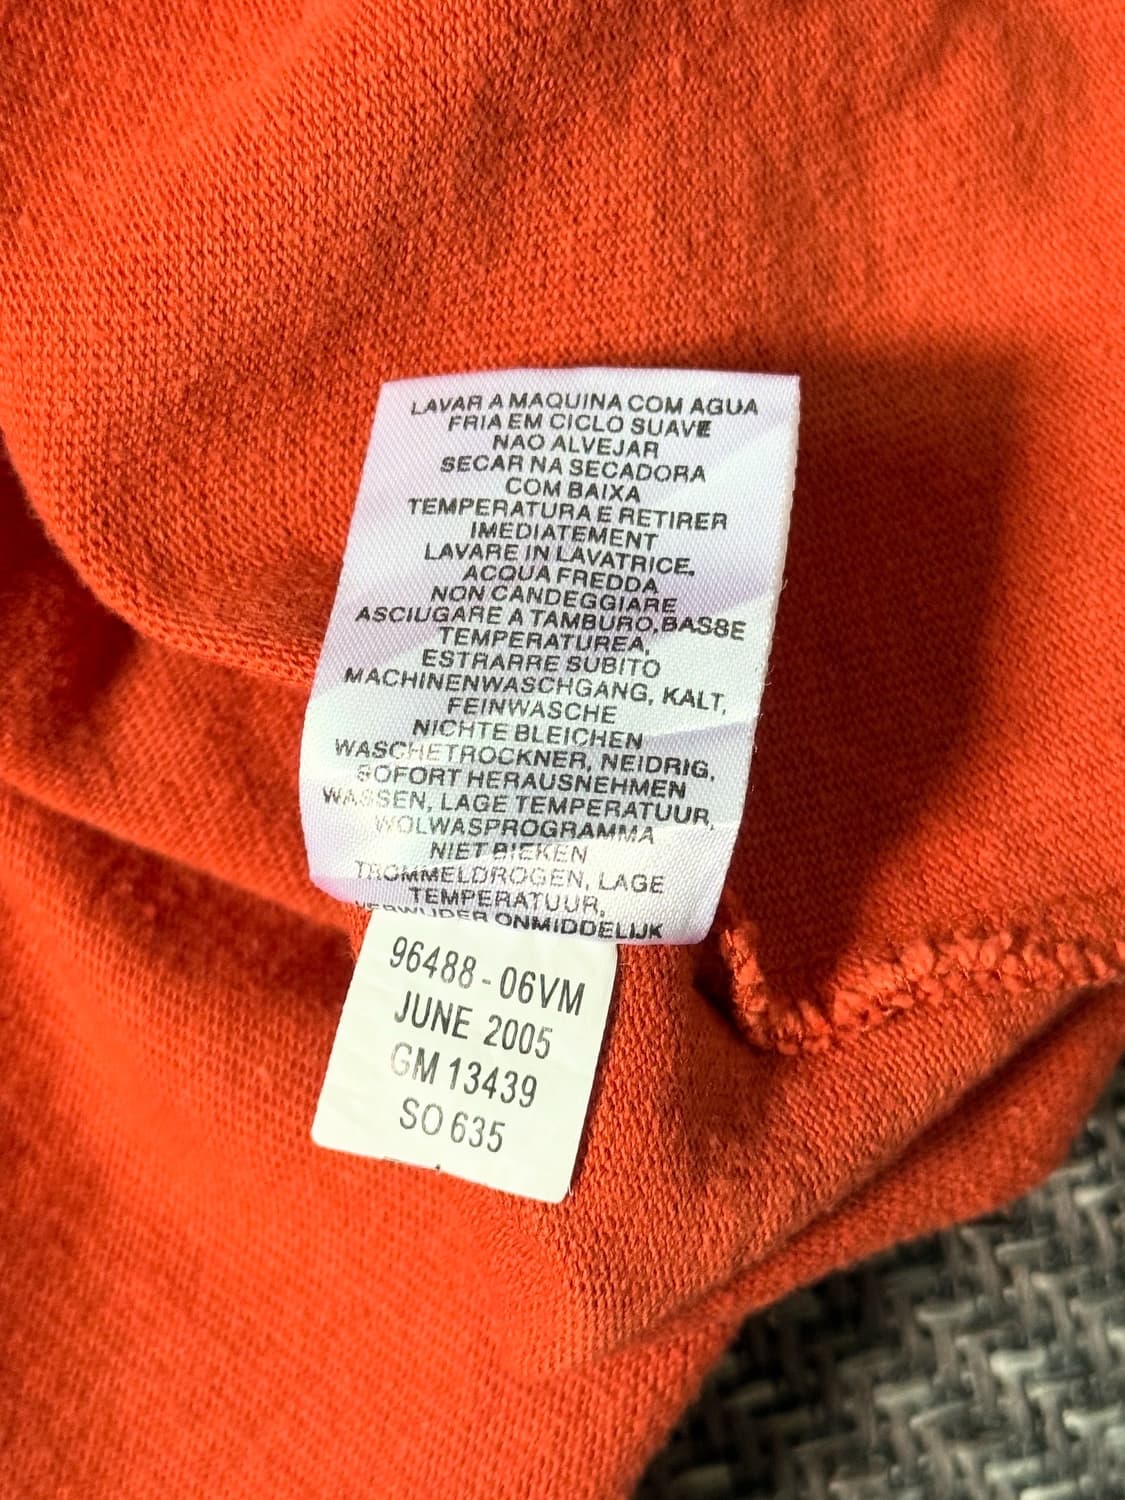 LAVAR A MAQUINA COM AGUA
FRIA EM CICLO SUAVE
NAO ALVEJAR
SECAR NA SECADORA
COM BAIXA
TEMPERATURA E RETIRER
IMEDIATEMENT
LAVARE IN LAVATRICE,
ACQUA FREDDA
NON CANDEGGIARE
ASCIUGARE A TAMBURO,BASSE
TEMPERATUREA,
ESTRARRE SUBITO
MACHINENWASCHGANG, KALT,
FEINWASCHE
NICHTE BLEICHEN
WASCHETROCKNER, NEIDRIG,
SOFORT HERAUSNEHMEN
WASSEN, LAGE TEMPERATUUR,
WOLWASPROGRAMMA
NIET BIEKEN
TROMMELDROGEN, LAGE
TEMPERATUUR,
VERWIJDER ONMIDDELIJK
96488-06VM
JUNE 2005
GM 13439
SO 635